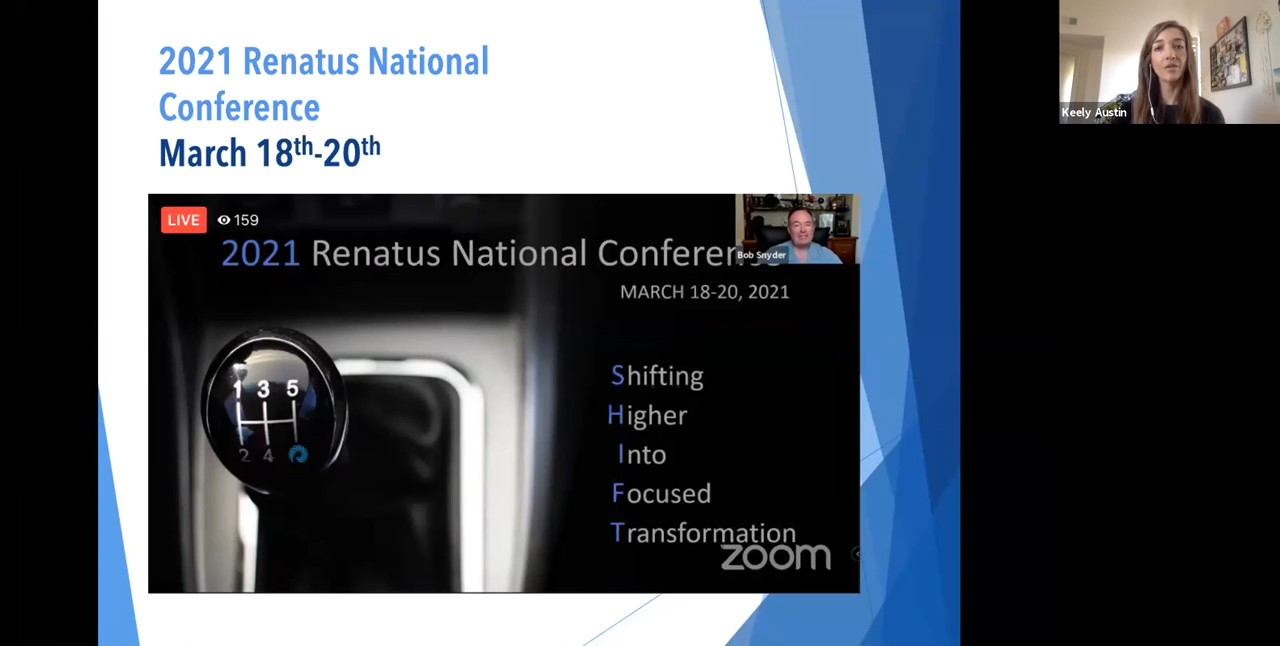 2021 Renatus National
Conference
March 18th-20th
LIVE 159
2021 Renatus National Conference
Bob Snyder
MARCH 18-20, 2021
Shifting
Higher
Into
Focused
Transformation
zoom
1 3 5
2 4
Keely Austin